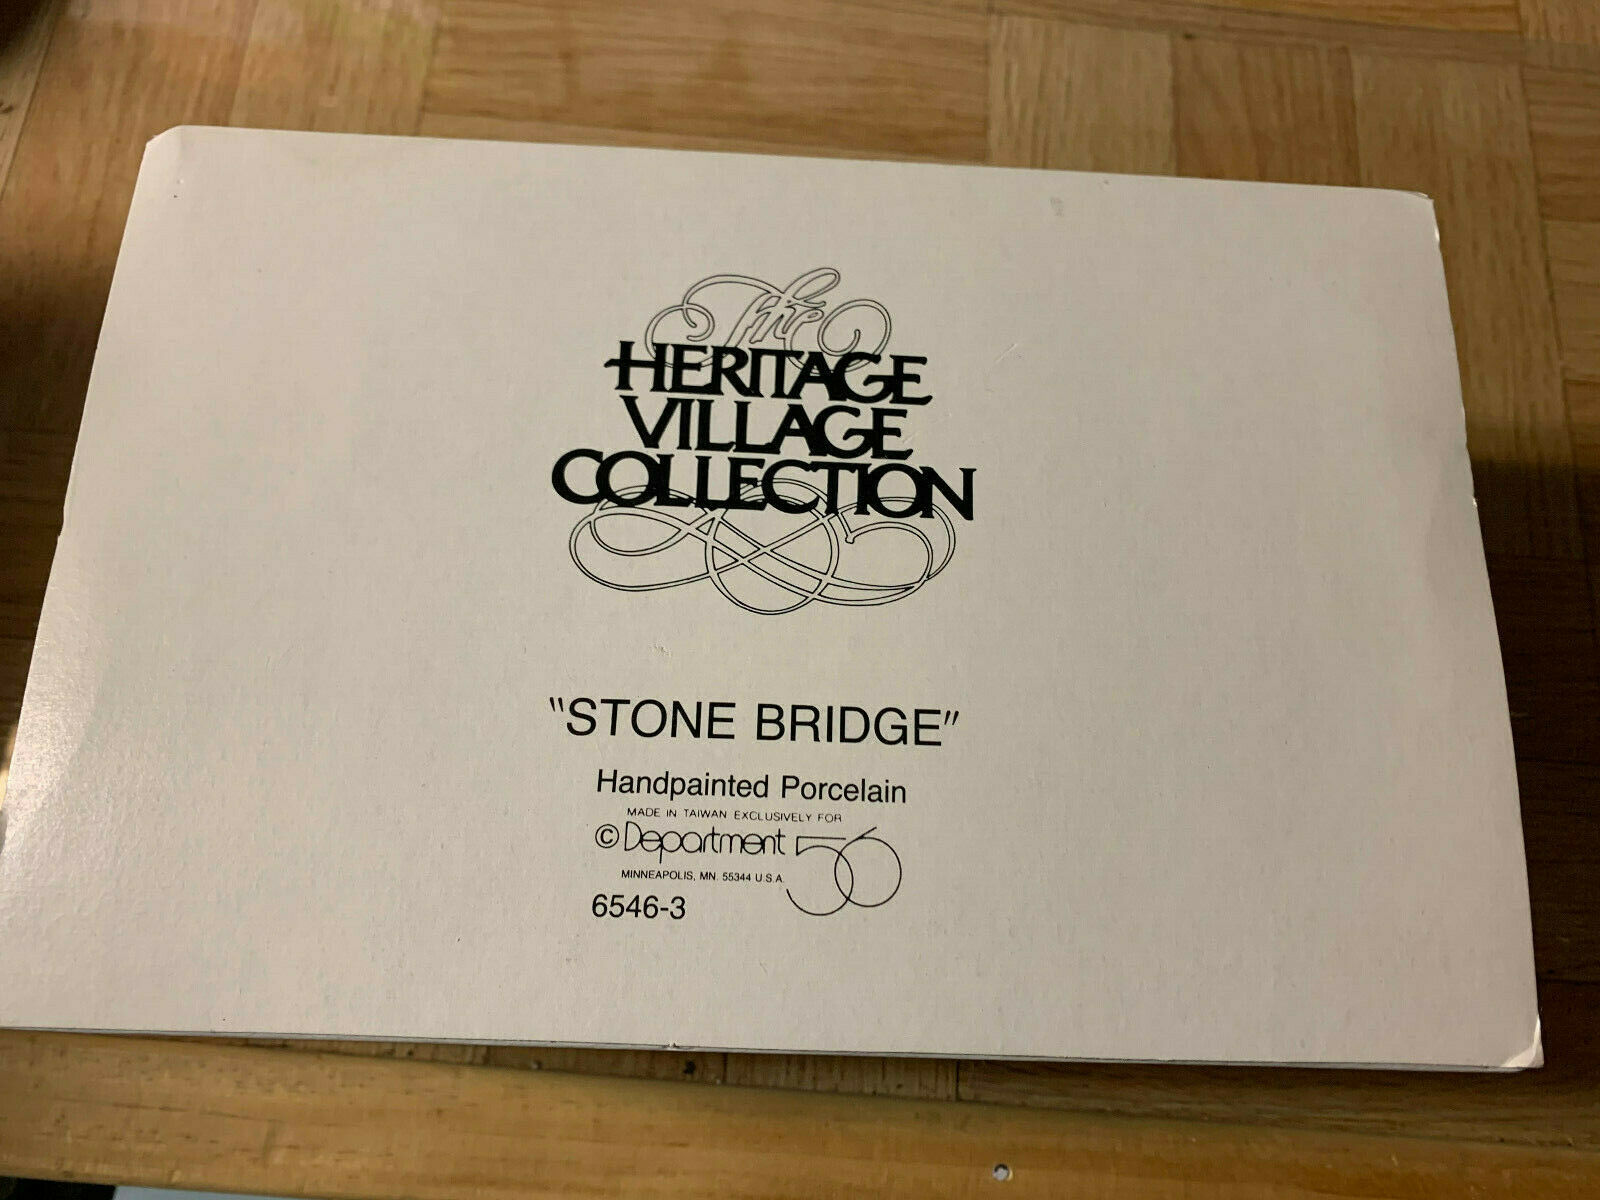 The
HERITAGE
VILLAGE
COLLECTION
"STONE BRIDGE"
Handpainted Porcelain
MADE IN TAIWAN EXCLUSIVELY FOR
© Department 56
MINNEAPOLIS, MN. 55344 U.S.A.
6546-3